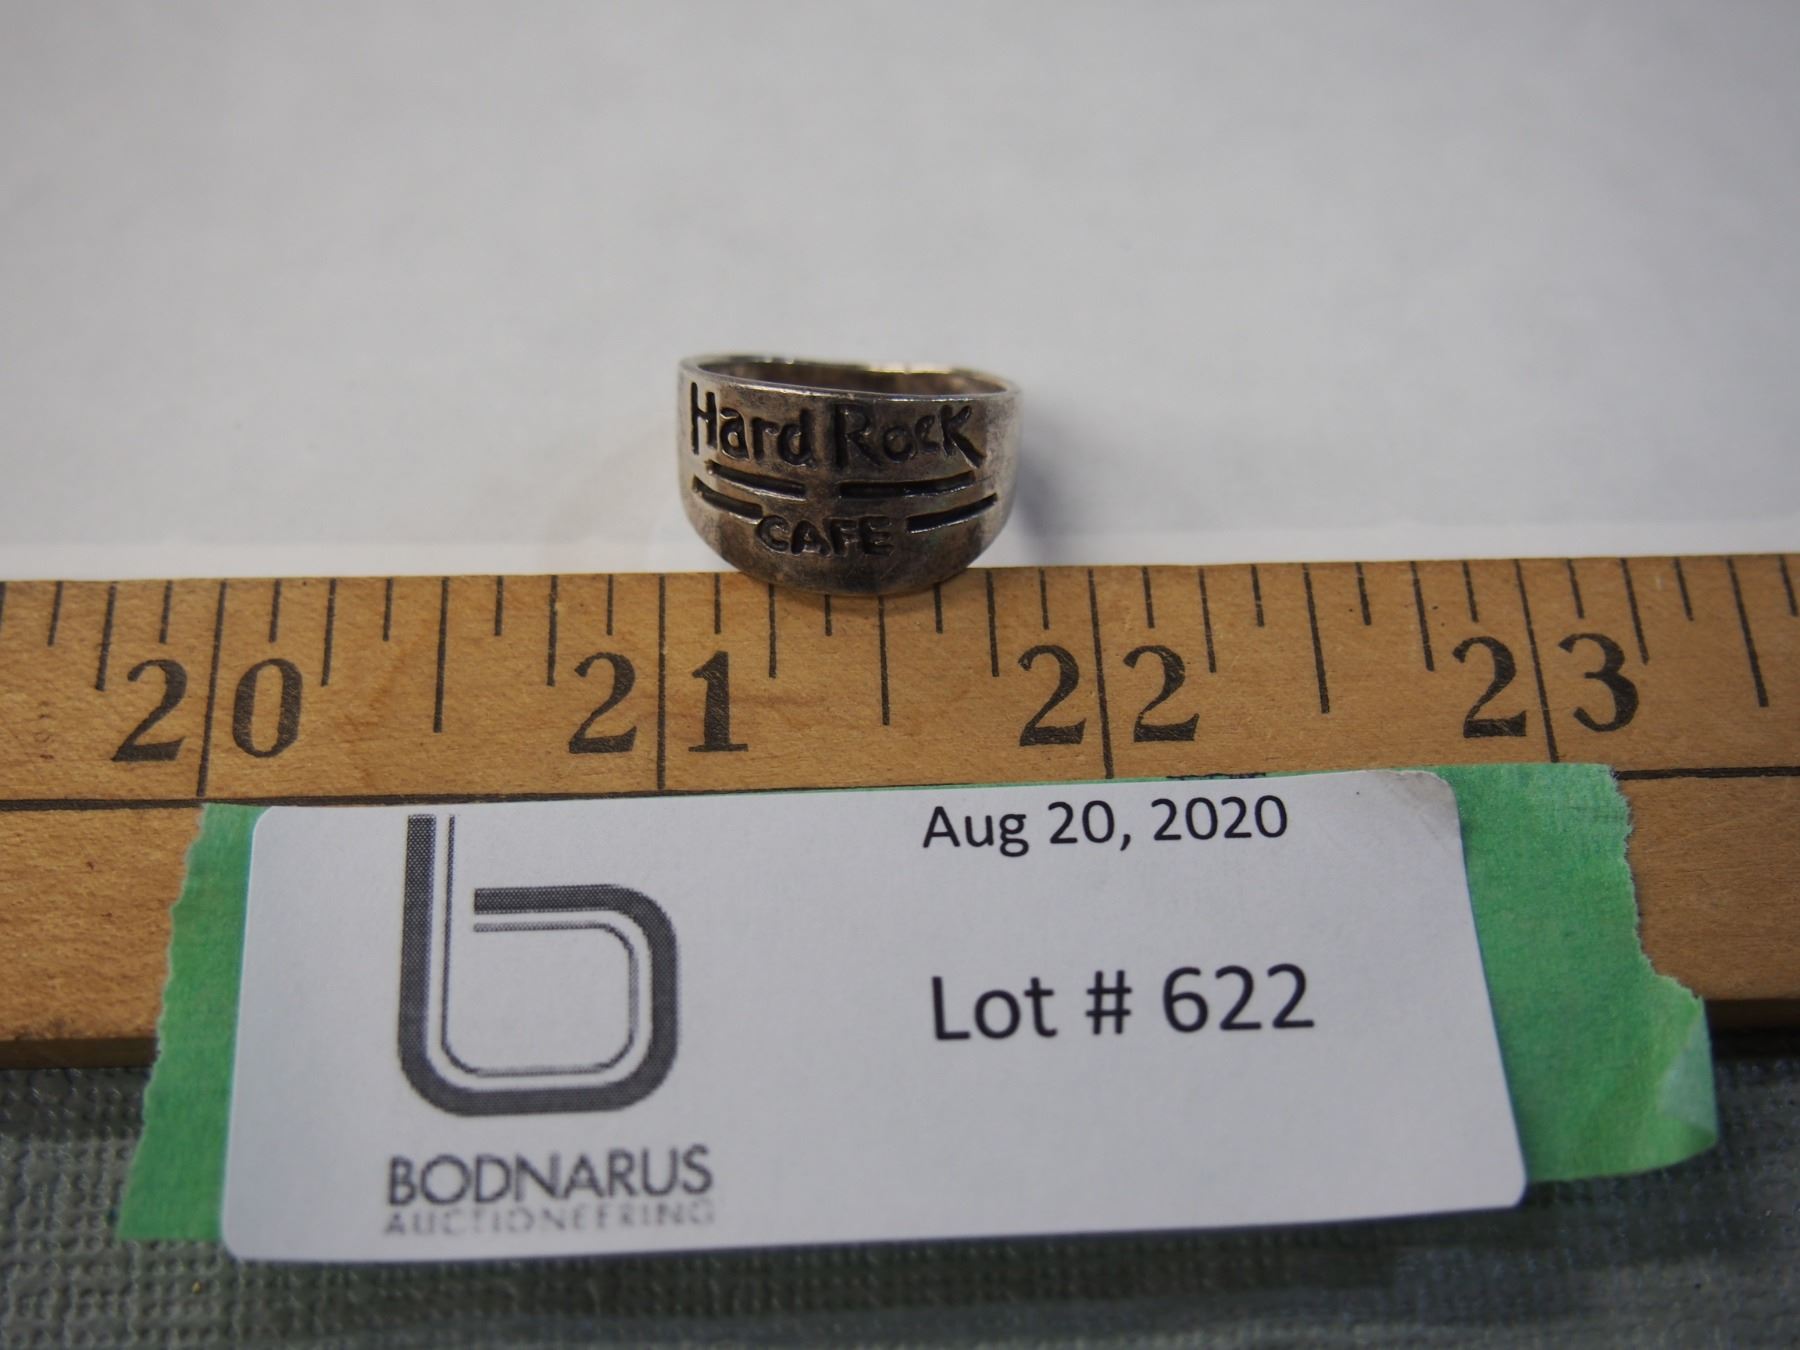 Hard Rock
CAFE
20 21 22 23
Aug 20, 2020
Lot # 622
b
BODNARUS
AUCTIONEERING